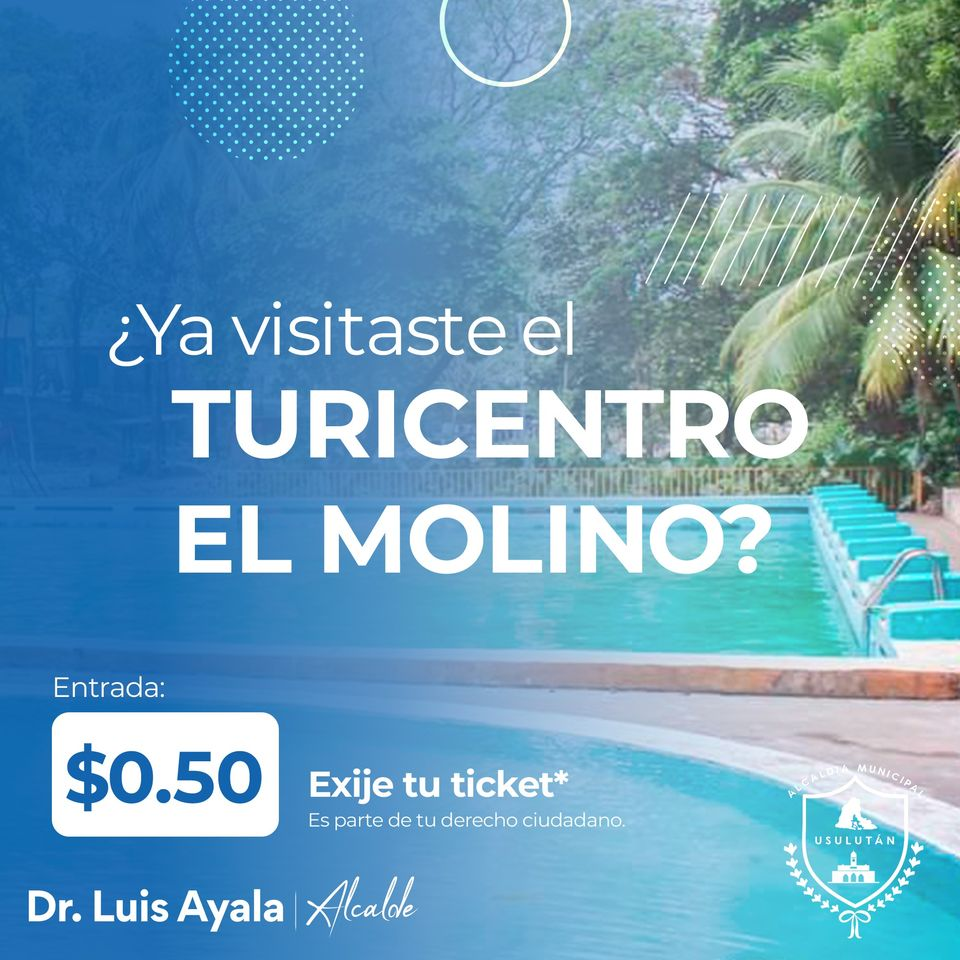 ¿Ya visitaste el
TURICENTRO
EL MOLINO?
Entrada:
$0.50
Exije tu ticket*
Es parte de tu derecho ciudadano.
Dr. Luis Ayala | Alcalde
ALCALDÍA MUNICIPAL
USULUTÁN